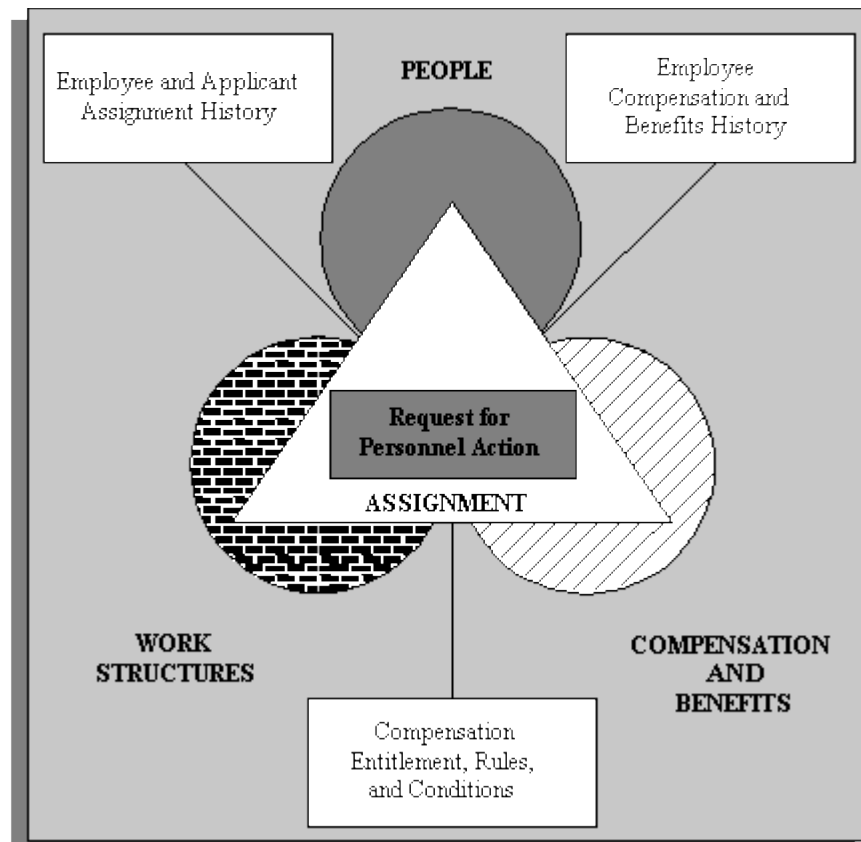 Employee and Applicant
Assignment History
PEOPLE
Employee
Compensation and
Benefits History
Request for
Personnel Action
ASSIGNMENT
WORK
STRUCTURES
COMPENSATION
AND
BENEFITS
Compensation
Entitlement, Rules,
and Conditions